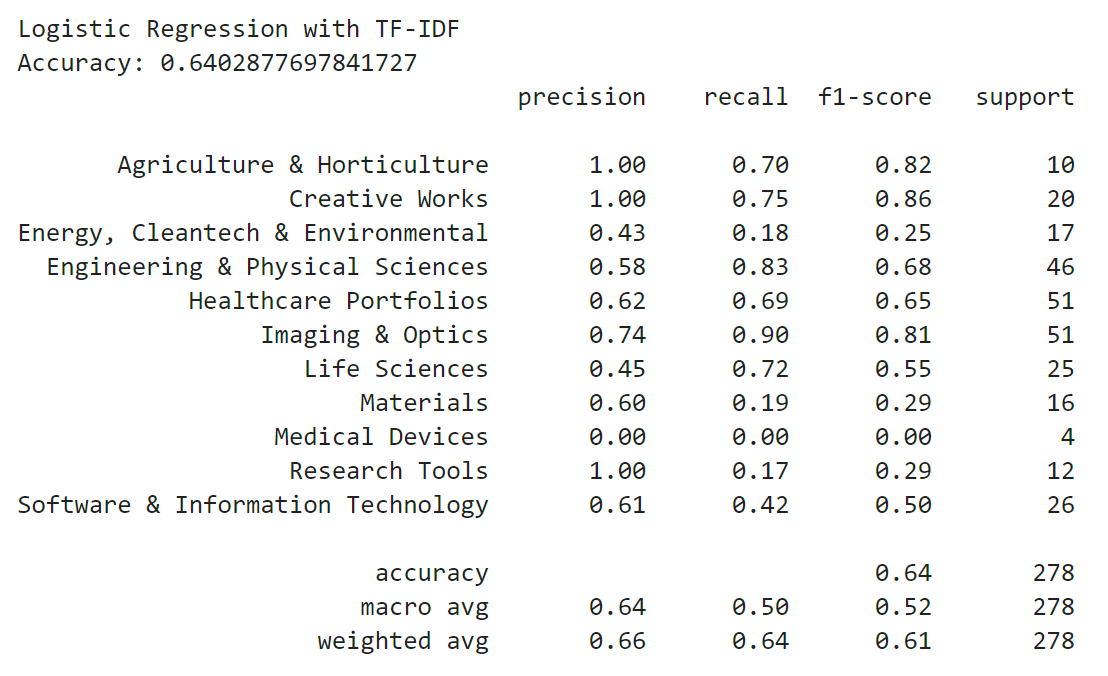 Logistic Regression with TF-IDF
Accuracy: 0.6402877697841727
precision recall f1-score support
Agriculture & Horticulture 1.00 0.70 0.82 10
Creative Works 1.00 0.75 0.86 20
Energy, Cleantech & Environmental 0.43 0.18 0.25 17
Engineering & Physical Sciences 0.58 0.83 0.68 46
Healthcare Portfolios 0.62 0.69 0.65 51
Imaging & Optics 0.74 0.90 0.81 51
Life Sciences 0.45 0.72 0.55 25
Materials 0.60 0.19 0.29 16
Medical Devices 0.00 0.00 0.00 4
Research Tools 1.00 0.17 0.29 12
Software & Information Technology 0.61 0.42 0.50 26
accuracy 0.64 278
macro avg 0.64 0.50 0.52 278
weighted avg 0.66 0.64 0.61 278